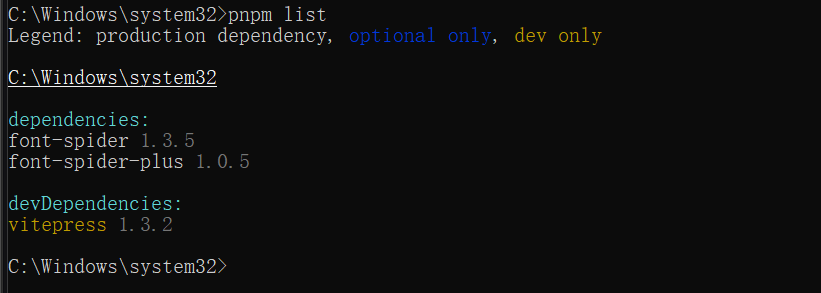 C:\Windows\system32>pnpm list
Legend: production dependency, optional only, dev only
C:\Windows\system32
dependencies:
font-spider 1.3.5
font-spider-plus 1.0.5
devDependencies:
vitepress 1.3.2
C:\Windows\system32>